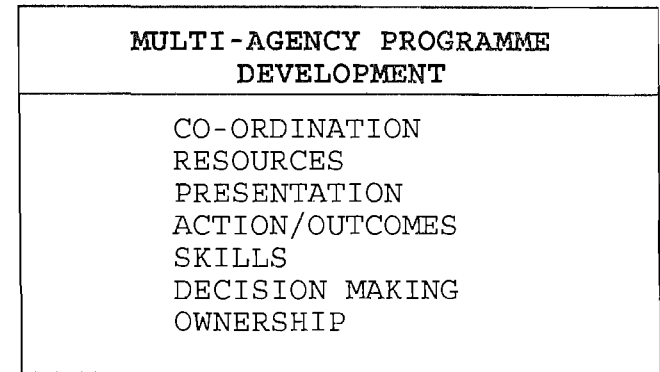 MULTI-AGENCY PROGRAMME
DEVELOPMENT
CO-ORDINATION
RESOURCES
PRESENTATION
ACTION/OUTCOMES
SKILLS
DECISION MAKING
OWNERSHIP